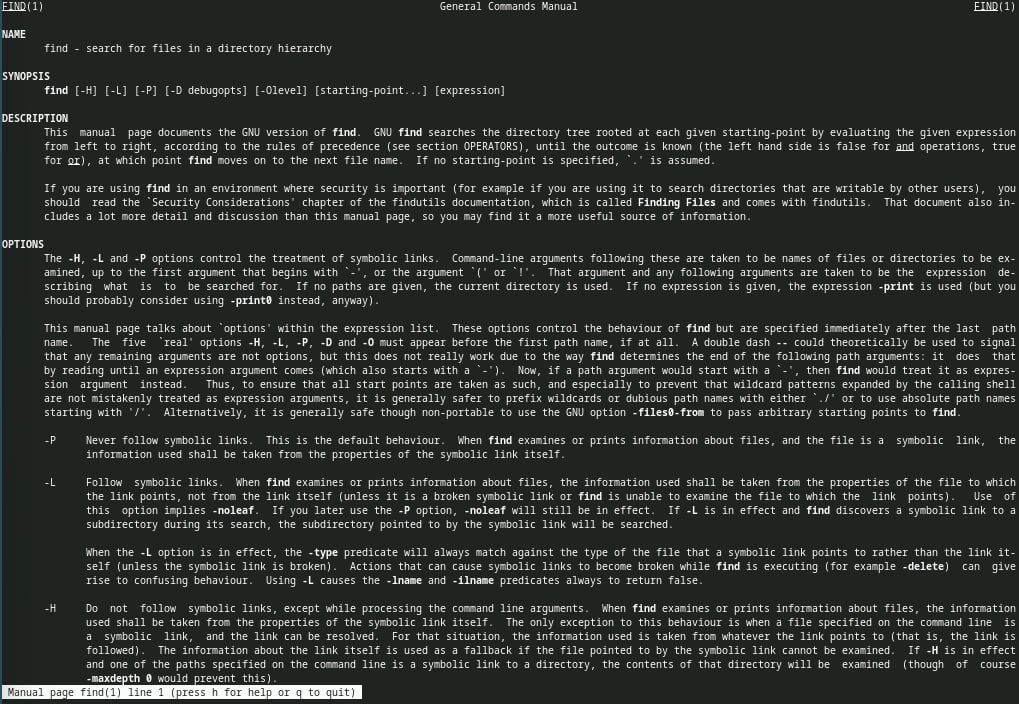 FIND(1) General Commands Manual FIND(1)
NAME
find - search for files in a directory hierarchy
SYNOPSIS
find [-H] [-L] [-P] [-D debugopts] [-Olevel] [starting-point...] [expression]
DESCRIPTION
This manual page documents the GNU version of find. GNU find searches the directory tree rooted at each given starting-point by evaluating the given expression
from left to right, according to the rules of precedence (see section OPERATORS), until the outcome is known (the left hand side is false for and operations, true
for or), at which point find moves on to the next file name. If no starting-point is specified, `.' is assumed.
If you are using find in an environment where security is important (for example if you are using it to search directories that are writable by other users), you
should read the `Security Considerations' chapter of the findutils documentation, which is called Finding Files and comes with findutils. That document also in-
cludes a lot more detail and discussion than this manual page, so you may find it a more useful source of information.
OPTIONS
The -H, -L and -P options control the treatment of symbolic links. Command-line arguments following these are taken to be names of files or directories to be ex-
amined, up to the first argument that begins with `-', or the argument `(' or `!'. That argument and any following arguments are taken to be the expression de-
scribing what is to be searched for. If no paths are given, the current directory is used. If no expression is given, the expression -print is used (but you
should probably consider using -print0 instead, anyway).
This manual page talks about `options' within the expression list. These options control the behaviour of find but are specified immediately after the last path
name. The five `real' options -H, -L, -P, -D and -O must appear before the first path name, if at all. A double dash -- could theoretically be used to signal
that any remaining arguments are not options, but this does not really work due to the way find determines the end of the following path arguments: it does that
by reading until an expression argument comes (which also starts with a `-'). Now, if a path argument would start with a `-', then find would treat it as expres-
sion argument instead. Thus, to ensure that all start points are taken as such, and especially to prevent that wildcard patterns expanded by the calling shell
are not mistakenly treated as expression arguments, it is generally safer to prefix wildcards or dubious path names with either `./' or to use absolute path names
starting with '/'. Alternatively, it is generally safe though non-portable to use the GNU option -files0-from to pass arbitrary starting points to find.
-P Never follow symbolic links. This is the default behaviour. When find examines or prints information about files, and the file is a symbolic link, the
information used shall be taken from the properties of the symbolic link itself.
-L Follow symbolic links. When find examines or prints information about files, the information used shall be taken from the properties of the file to which
the link points, not from the link itself (unless it is a broken symbolic link or find is unable to examine the file to which the link points). Use of
this option implies -noleaf. If you later use the -P option, -noleaf will still be in effect. If -L is in effect and find discovers a symbolic link to a
subdirectory during its search, the subdirectory pointed to by the symbolic link will be searched.
When the -L option is in effect, the -type predicate will always match against the type of the file that a symbolic link points to rather than the link it-
self (unless the symbolic link is broken). Actions that can cause symbolic links to become broken while find is executing (for example -delete) can give
rise to confusing behaviour. Using -L causes the -lname and -ilname predicates always to return false.
-H Do not follow symbolic links, except while processing the command line arguments. When find examines or prints information about files, the information
used shall be taken from the properties of the symbolic link itself. The only exception to this behaviour is when a file specified on the command line is
a symbolic link, and the link can be resolved. For that situation, the information used is taken from whatever the link points to (that is, the link is
followed). The information about the link itself is used as a fallback if the file pointed to by the symbolic link cannot be examined. If -H is in effect
and one of the paths specified on the command line is a symbolic link to a directory, the contents of that directory will be examined (though of course
-maxdepth 0 would prevent this).
Manual page find(1) line 1 (press h for help or q to quit)